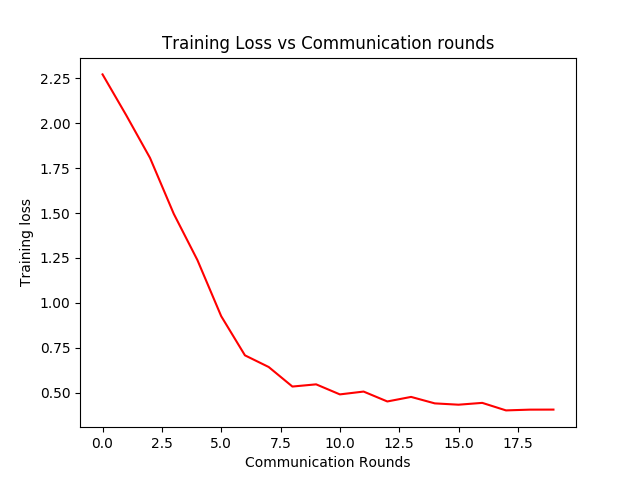 Training Loss vs Communication rounds
2.25
2.00
1.75
1.50
1.25
1.00
0.75
0.50
Training loss
0.0 2.5 5.0 7.5 10.0 12.5 15.0 17.5
Communication Rounds